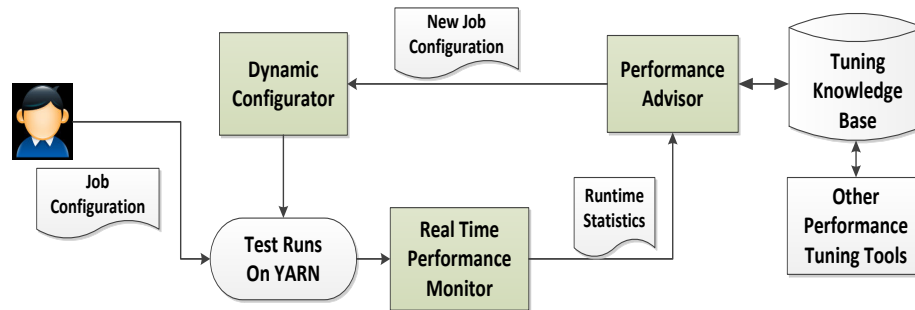 New Job
Configuration
Dynamic
Configurator
Performance
Advisor
Tuning
Knowledge
Base
Job
Configuration
Test Runs
On YARN
Real Time
Performance
Monitor
Runtime
Statistics
Other
Performance
Tuning Tools